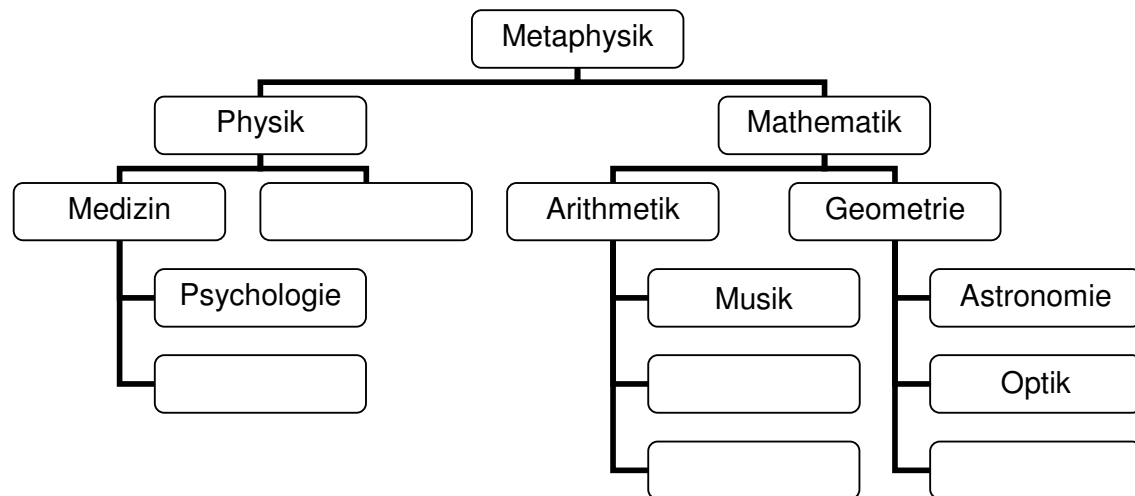 Metaphysik
Physik
Mathematik
Medizin
Arithmetik
Geometrie
Psychologie
Musik
Astronomie
Optik